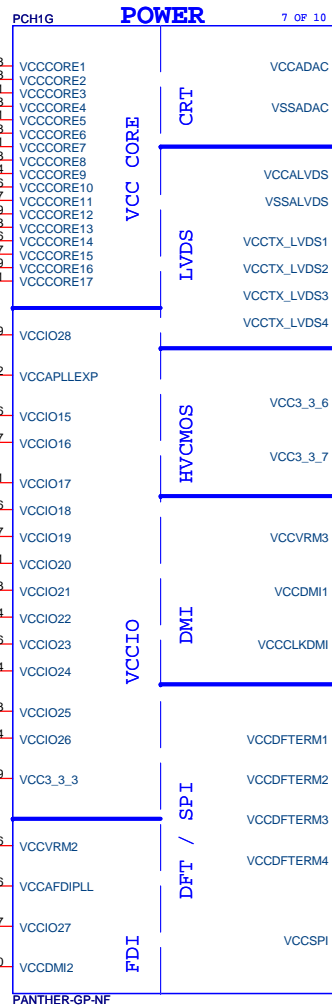 PCH1G
POWER
7 OF 10
VCCCORE1
VCCCORE2
VCCCORE3
VCCCORE4
VCCCORE5
VCCCORE6
VCCCORE7
VCCCORE8
VCCCORE9
VCCCORE10
VCCCORE11
VCCCORE12
VCCCORE13
VCCCORE14
VCCCORE15
VCCCORE16
VCCCORE17
VCC CORE
VCCIO28
VCCAPLLEXP
VCCIO15
VCCIO16
VCCIO17
VCCIO18
VCCIO19
VCCIO20
VCCIO21
VCCIO22
VCCIO23
VCCIO24
VCCIO25
VCCIO26
VCC3_3_3
VCCIO
VCCVRM2
VCCAFDIPLL
VCCIO27
VCCDMI2
FDI
CRT
VCCADAC
VSSADAC
LVDS
VCCALVDS
VSSALVDS
VCCTX_LVDS1
VCCTX_LVDS2
VCCTX_LVDS3
VCCTX_LVDS4
HVCMOS
VCC3_3_6
VCC3_3_7
DMI
VCCVRM3
VCCDMI1
VCCCLKDMI
DFT / SPI
VCCDFTERM1
VCCDFTERM2
VCCDFTERM3
VCCDFTERM4
VCCSPI
PANTHER-GP-NF